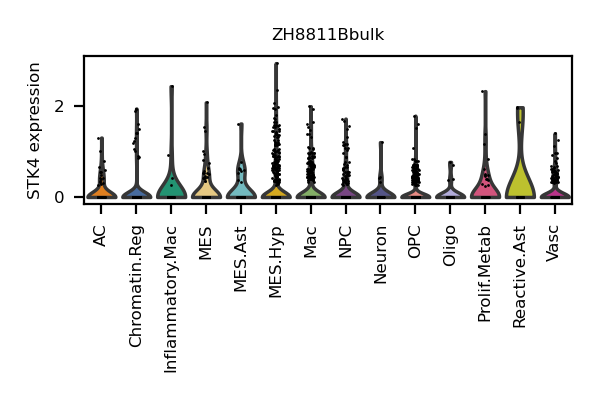 ZH8811Bbulk
STK4 expression
2
0
AC
Chromatin.Reg
Inflammatory.Mac
MES
MES.Ast
MES.Hyp
Mac
NPC
Neuron
OPC
Oligo
Prolif.Metab
Reactive.Ast
Vasc